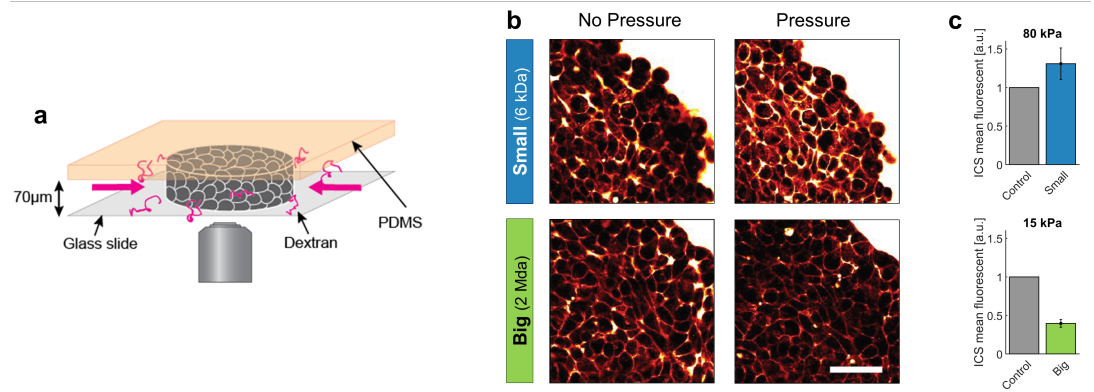 a
70μm
Glass slide
Dextran
PDMS
b
No Pressure
Pressure
Small (6 kDa)
Big (2 Mda)
c
80 kPa
ICS mean fluorescent [a.u.]
1.5
1
0.5
0
Control
Small
15 kPa
ICS mean fluorescent [a.u.]
1.5
1
0.5
0
Control
Big